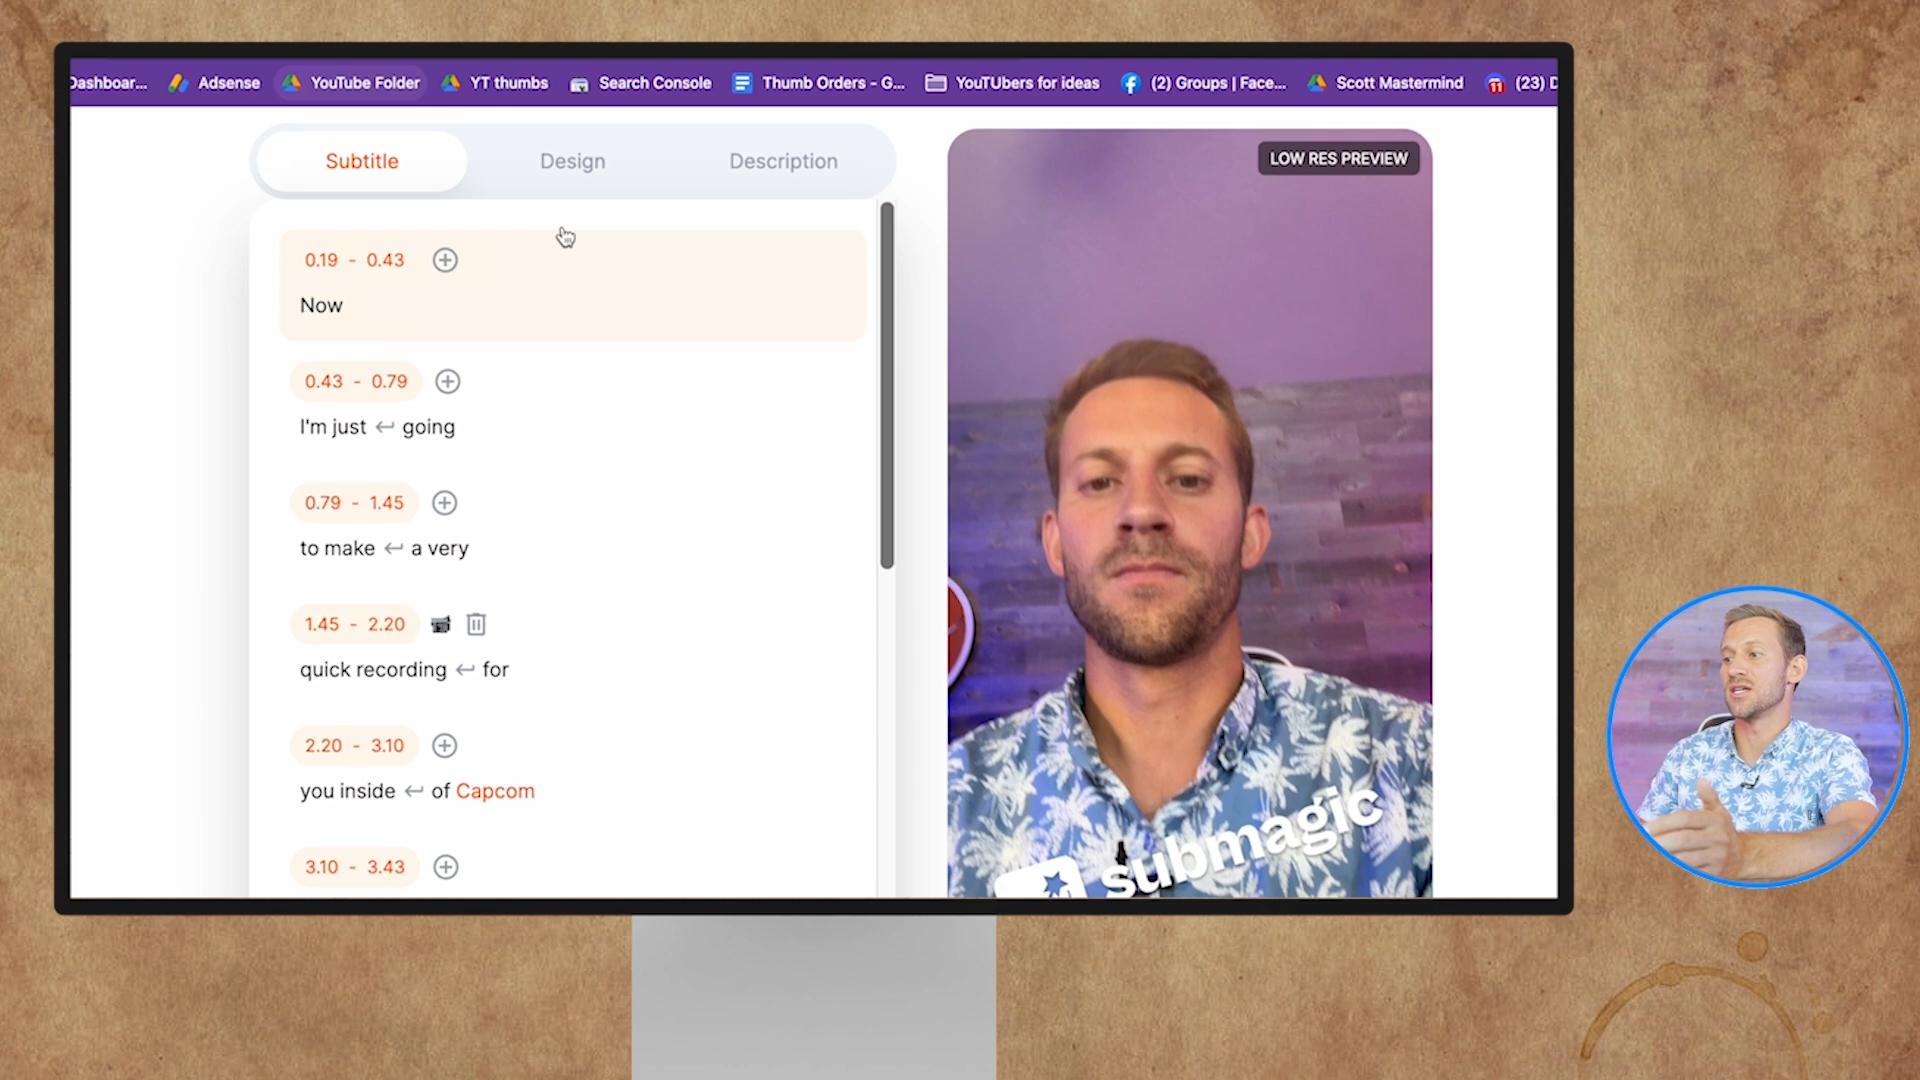 Dashboar... Adsense YouTube Folder YT thumbs Search Console Thumb Orders - G... YouTUbers for ideas (2) Groups | Face... Scott Mastermind 11 (23) D
Subtitle Design Description
LOW RES PREVIEW
0.19 - 0.43
Now
0.43 - 0.79
I'm just ↩ going
0.79 - 1.45
to make ↩ a very
1.45 - 2.20
quick recording ↩ for
2.20 - 3.10
you inside ↩ of Capcom
3.10 - 3.43
submagic